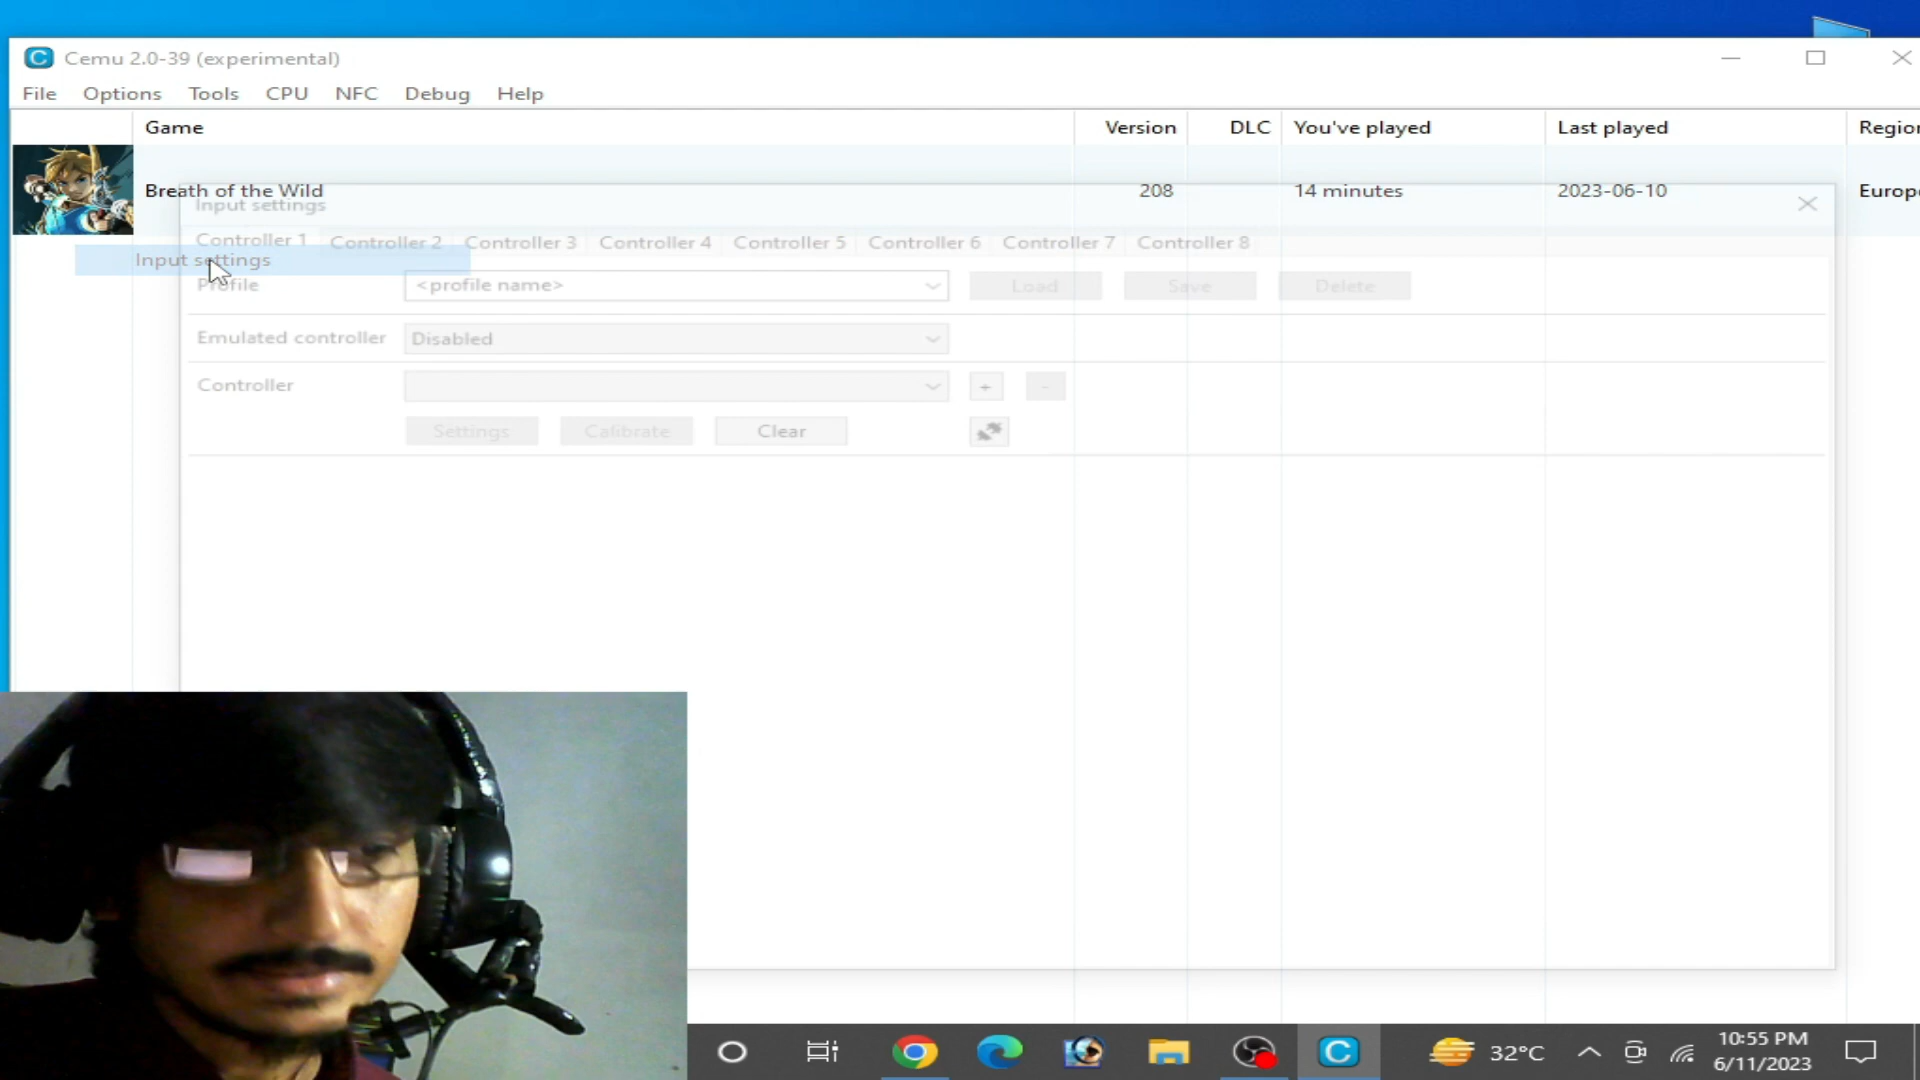 Cemu 2.0-39 (experimental)
File Options Tools CPU NFC Debug Help
Game Version DLC You've played Last played Region
Breath of the Wild 208 14 minutes 2023-06-10 Europe
Input settings
Controller 1 Controller 2 Controller 3 Controller 4 Controller 5 Controller 6 Controller 7 Controller 8
Input settings
Profile <profile name> Load Save Delete
Emulated controller Disabled
Controller + -
Settings Calibrate Clear
32°C 10:55 PM
6/11/2023